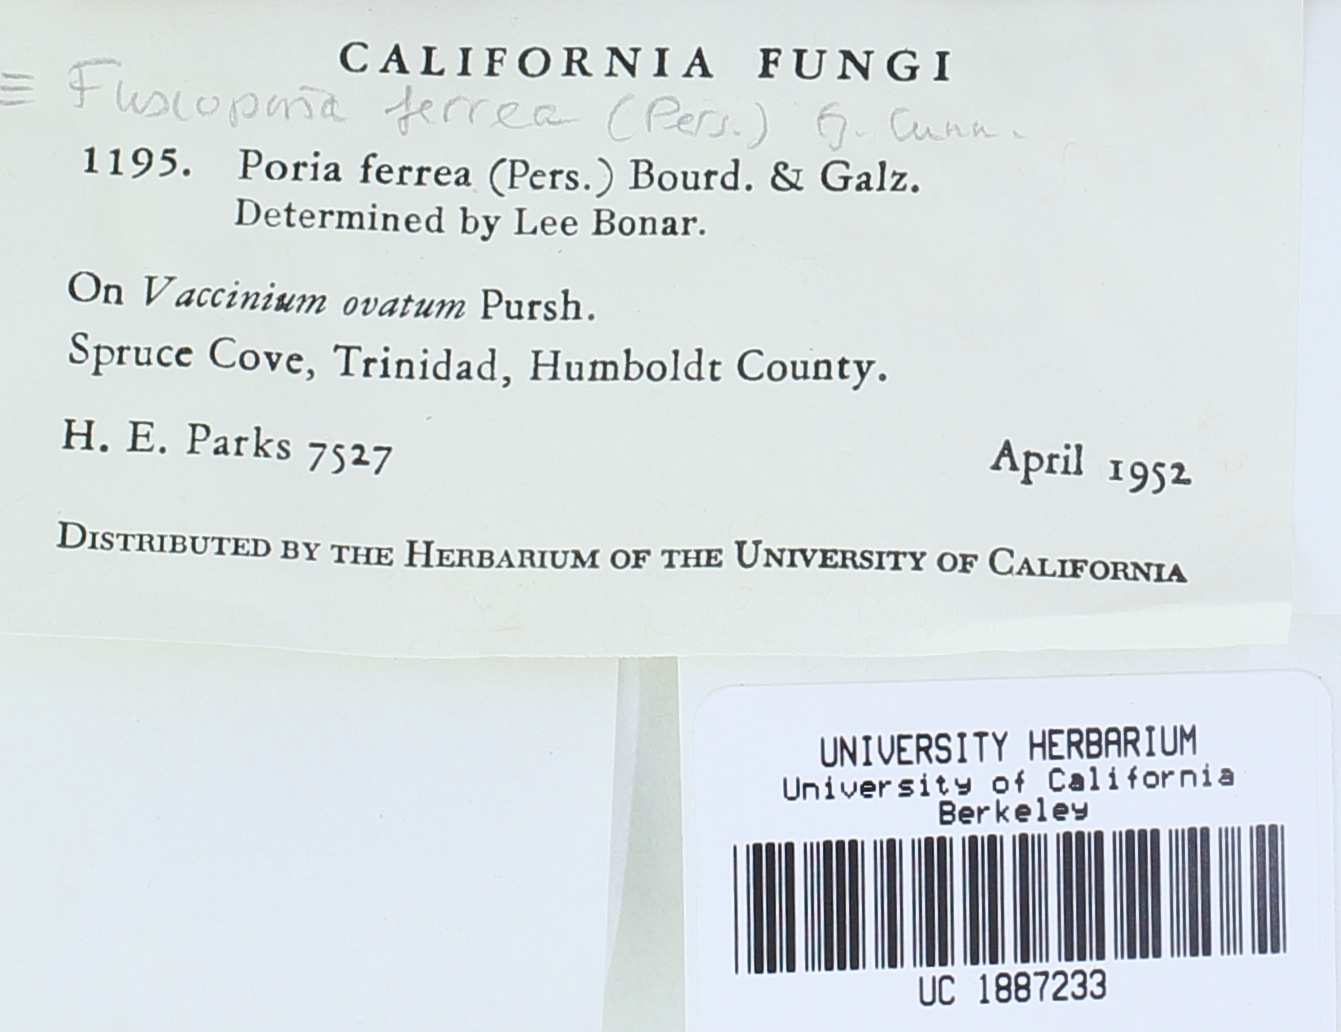 CALIFORNIA FUNGI
≡ Fuscoporia ferrea (Pers.) G. Cunn.
1195. Poria ferrea (Pers.) Bourd. & Galz.
Determined by Lee Bonar.
On Vaccinium ovatum Pursh.
Spruce Cove, Trinidad, Humboldt County.
H. E. Parks 7527 April 1952
DISTRIBUTED BY THE HERBARIUM OF THE UNIVERSITY OF CALIFORNIA
UNIVERSITY HERBARIUM
University of California
Berkeley
UC 1887233